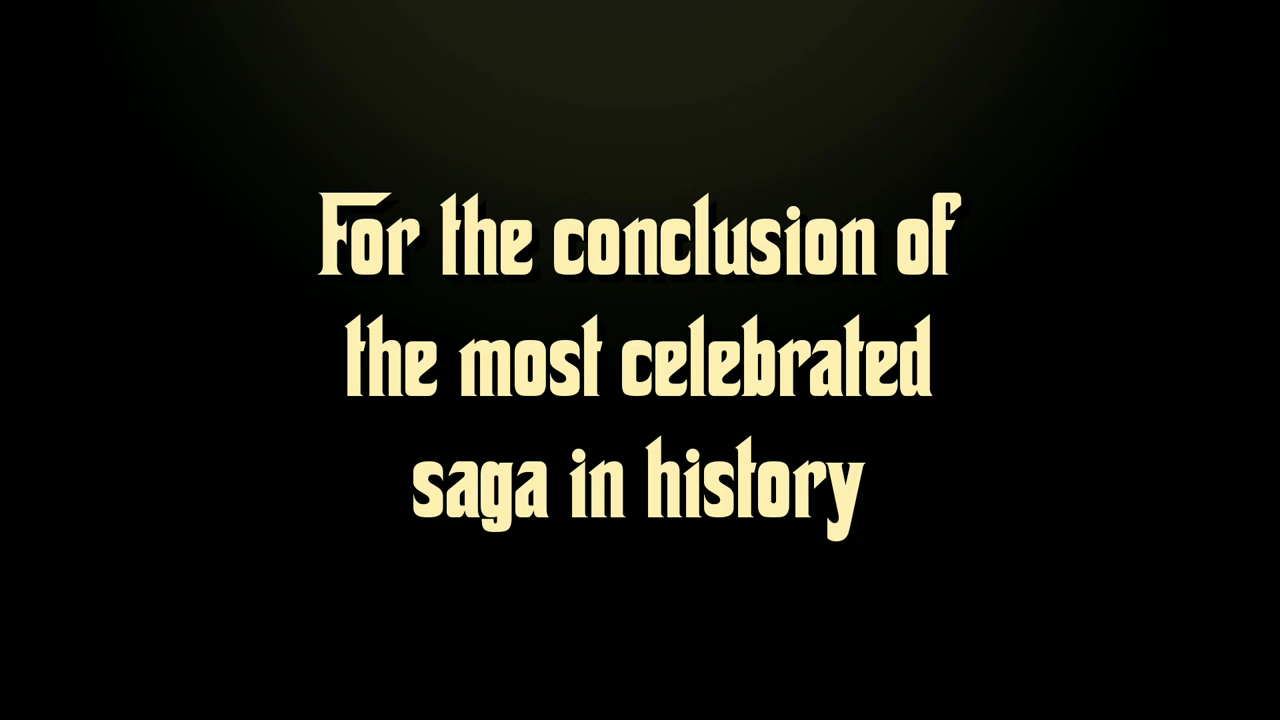 For the conclusion of
the most celebrated
saga in history